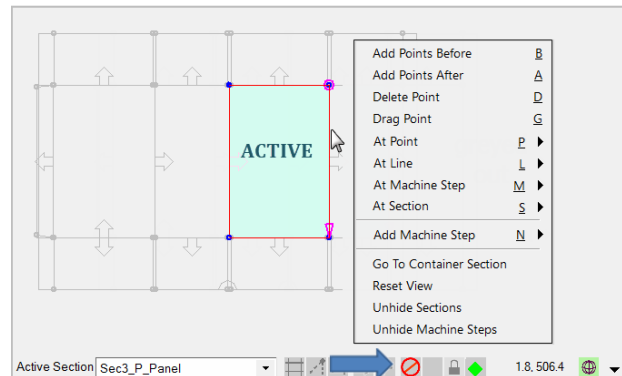 Add Points Before B
Add Points After A
Delete Point D
Drag Point G
At Point P
At Line L
At Machine Step M
At Section S
Add Machine Step N
Go To Container Section
Reset View
Unhide Sections
Unhide Machine Steps
ACTIVE
Active Section Sec3_P_Panel 1.8, 506.4